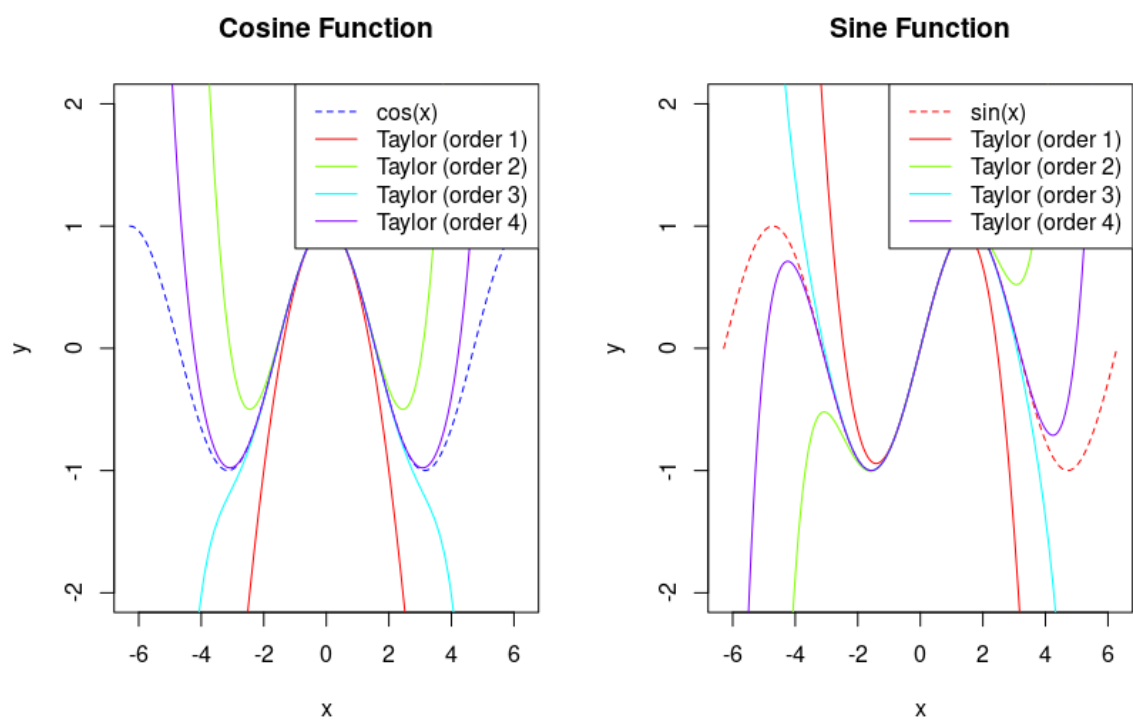 Cosine Function
cos(x)
Taylor (order 1)
Taylor (order 2)
Taylor (order 3)
Taylor (order 4)
2
1
0
-1
-2
y
-6 -4 -2 0 2 4 6
x
Sine Function
sin(x)
Taylor (order 1)
Taylor (order 2)
Taylor (order 3)
Taylor (order 4)
2
1
0
-1
-2
y
-6 -4 -2 0 2 4 6
x